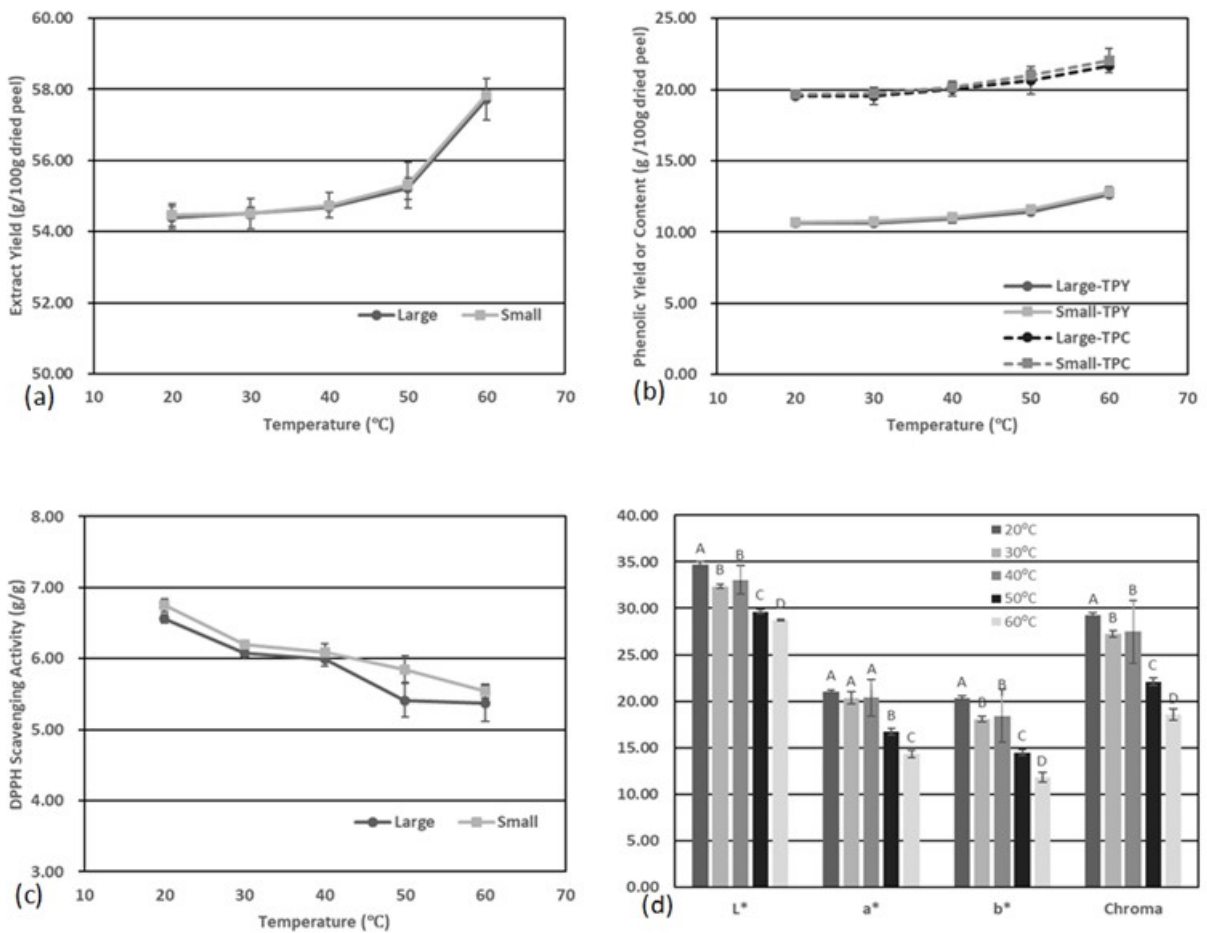 60.00
58.00
56.00
54.00
52.00
50.00
Extract Yield (g/100g dried peel)
Large Small
10 20 30 40 50 60 70
Temperature (℃)
(a)
25.00
20.00
15.00
10.00
5.00
0.00
Phenolic Yield or Content (g /100g dried peel)
Large-TPY
Small-TPY
Large-TPC
Small-TPC
10 20 30 40 50 60 70
Temperature (℃)
(b)
8.00
7.00
6.00
5.00
4.00
3.00
DPPH Scavenging Activity (g/g)
Large Small
10 20 30 40 50 60 70
Temperature (℃)
(c)
40.00
35.00
30.00
25.00
20.00
15.00
10.00
5.00
0.00
20⁰C
30⁰C
40⁰C
50⁰C
60⁰C
A B B C D
A A A B C
A B B C D
A B B C D
L* a* b* Chroma
(d)